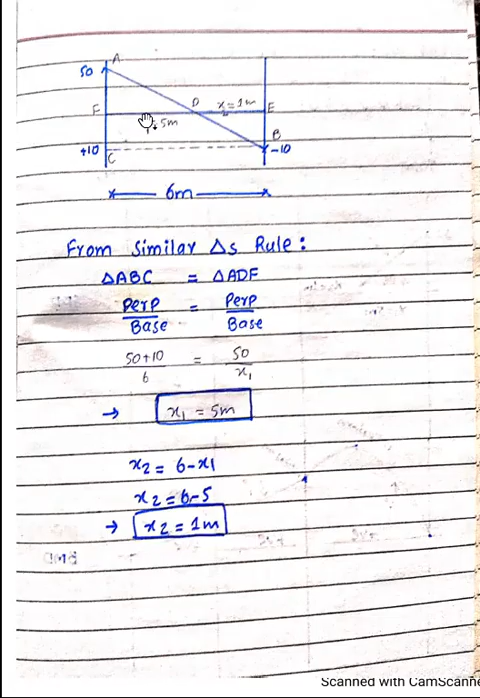 A
50
F D x2=1m E
5m
B
+10 C -10
6m
From Similar Δs Rule:
ΔABC = ΔADF
Perp/Base = Perp/Base
50+10/6 = 50/x1
→ x1 = 5m
x2 = 6-x1
x2 = 6-5
→ x2 = 1m
Scanned with CamScanne